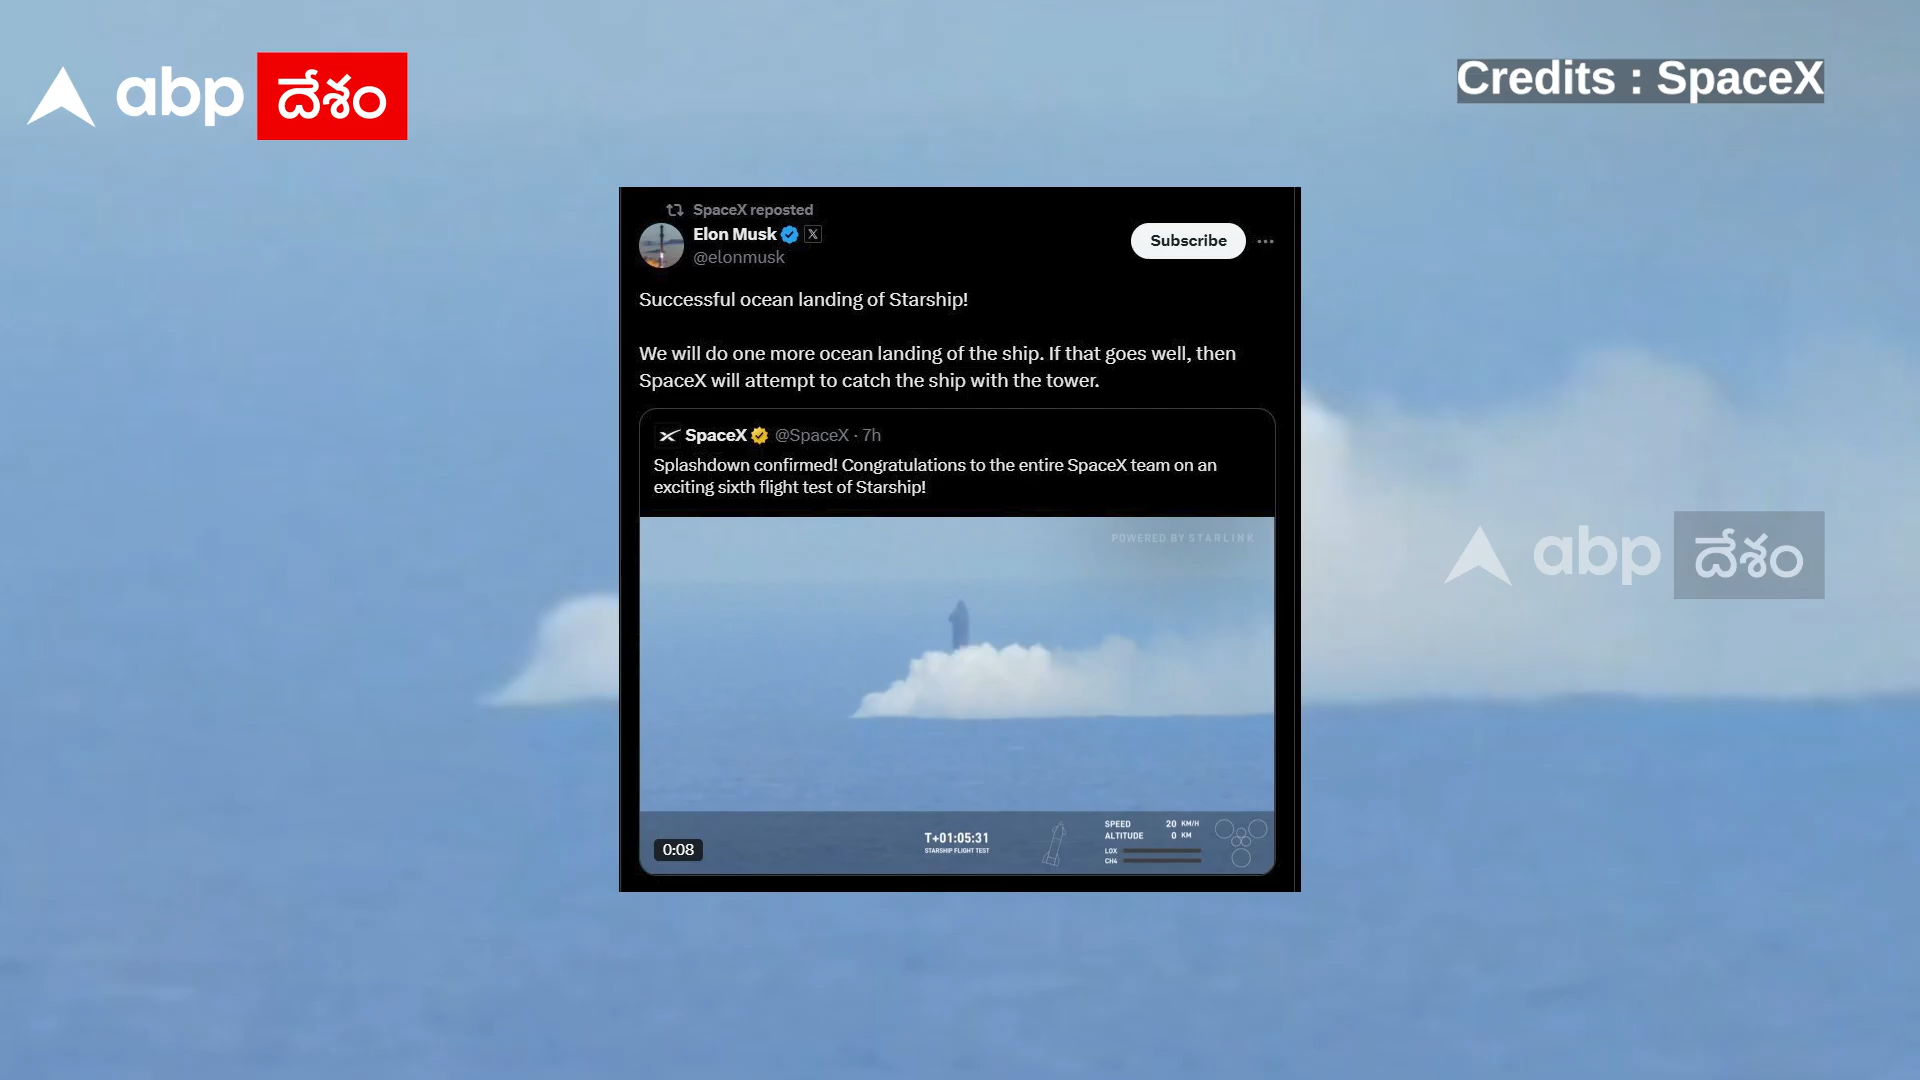 abp దేశం
Credits : SpaceX
SpaceX reposted
Elon Musk
@elonmusk
Subscribe
Successful ocean landing of Starship!
We will do one more ocean landing of the ship. If that goes well, then
SpaceX will attempt to catch the ship with the tower.
SpaceX @SpaceX · 7h
Splashdown confirmed! Congratulations to the entire SpaceX team on an
exciting sixth flight test of Starship!
POWERED BY STARLINK
abp దేశం
0:08
T+01:05:31
STARSHIP FLIGHT TEST
SPEED 20 KM/H
ALTITUDE 0 KM
LOX
CH4